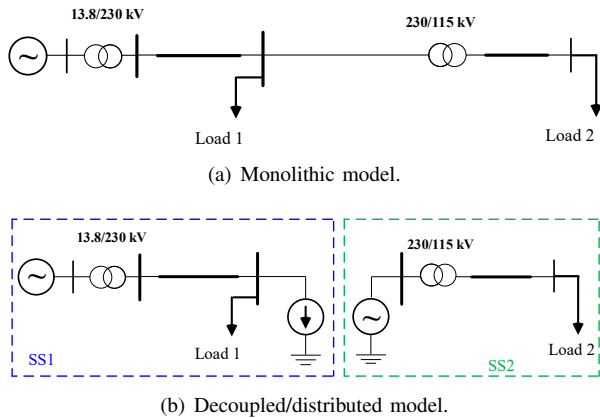 13.8/230 kV
230/115 kV
Load 1
Load 2
(a) Monolithic model.
13.8/230 kV
230/115 kV
Load 1
Load 2
SS1
SS2
(b) Decoupled/distributed model.